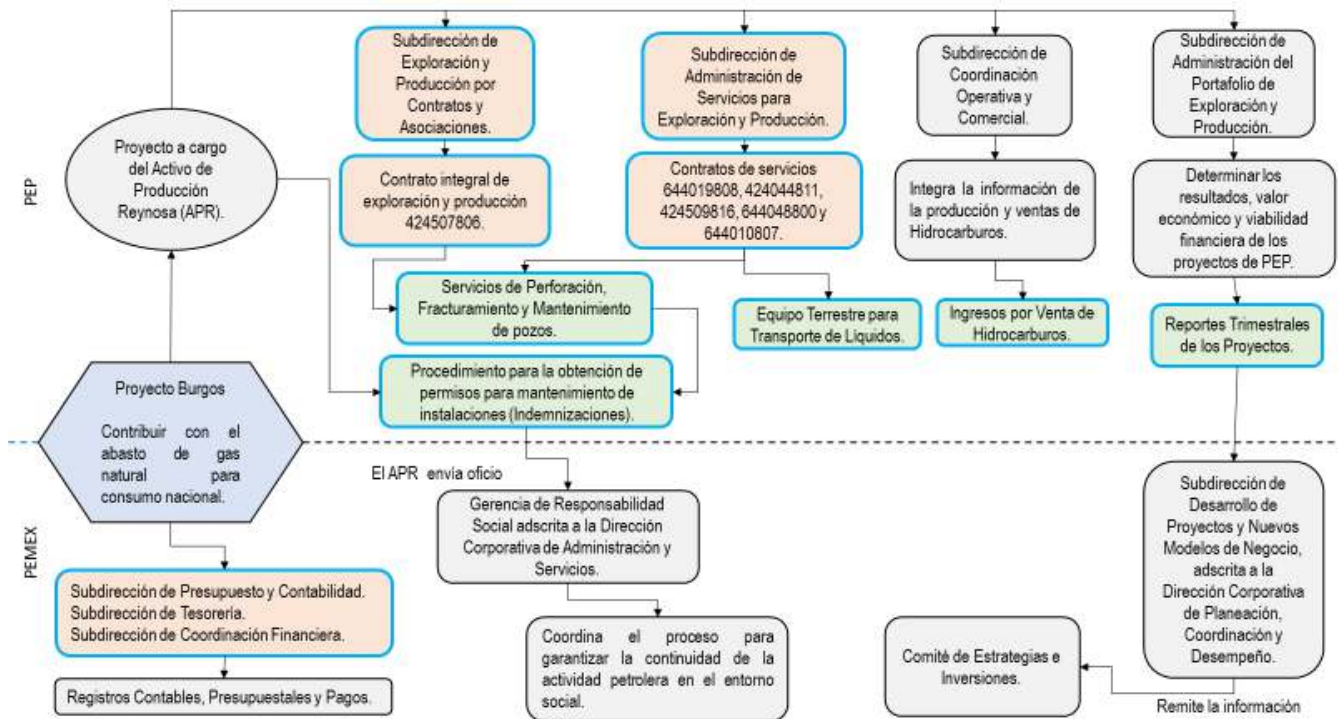 Subdirección de
Exploración y
Producción por
Contratos y
Asociaciones.
Subdirección de
Administración de
Servicios para
Exploración y Producción.
Subdirección de
Coordinación
Operativa y
Comercial.
Subdirección de
Administración del
Portafolio de
Exploración y
Producción.
PEP
Proyecto a cargo
del Activo de
Producción
Reynosa (APR).
Contrato integral de
exploración y producción
424507806.
Contratos de servicios
644019808, 424044811,
424509816, 644048800 y
644010807.
Integra la información de
la producción y ventas de
Hidrocarburos.
Determinar los
resultados, valor
económico y viabilidad
financiera de los
proyectos de PEP.
Servicios de Perforación,
Fracturamiento y Mantenimiento
de pozos.
Equipo Terrestre para
Transporte de Líquidos.
Ingresos por Venta de
Hidrocarburos.
Reportes Trimestrales
de los Proyectos.
Procedimiento para la obtención de
permisos para mantenimiento de
instalaciones (Indemnizaciones).
Proyecto Burgos
Contribuir con el
abasto de gas
natural para
consumo nacional.
PEMEX
El APR envía oficio
Gerencia de Responsabilidad
Social adscrita a la Dirección
Corporativa de Administración y
Servicios.
Subdirección de
Desarrollo de
Proyectos y Nuevos
Modelos de Negocio,
adscrita a la
Dirección Corporativa
de Planeación,
Coordinación y
Desempeño.
Subdirección de Presupuesto y Contabilidad.
Subdirección de Tesorería.
Subdirección de Coordinación Financiera.
Coordina el proceso para
garantizar la continuidad de la
actividad petrolera en el entorno
social.
Comité de Estrategias e
Inversiones.
Registros Contables, Presupuestales y Pagos.
Remite la información